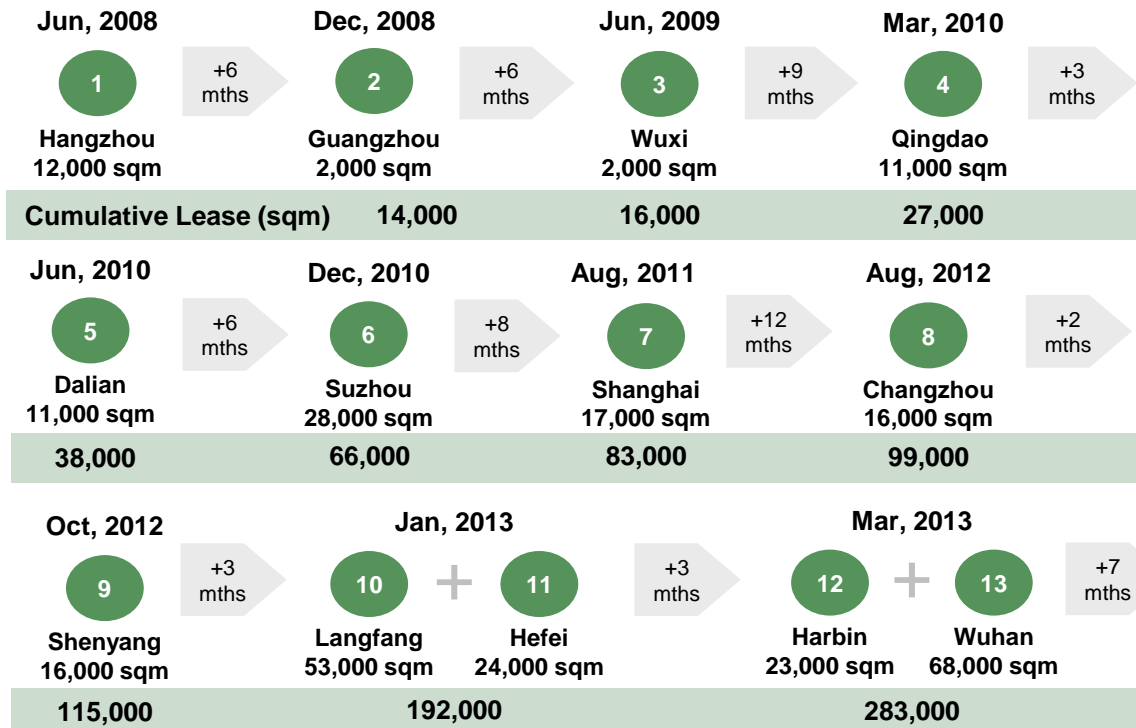 Jun, 2008
Dec, 2008
Jun, 2009
Mar, 2010
1
+6
mths
2
+6
mths
3
+9
mths
4
+3
mths
Hangzhou
12,000 sqm
Guangzhou
2,000 sqm
Wuxi
2,000 sqm
Qingdao
11,000 sqm
Cumulative Lease (sqm)
14,000
16,000
27,000
Jun, 2010
Dec, 2010
Aug, 2011
Aug, 2012
5
+6
mths
6
+8
mths
7
+12
mths
8
+2
mths
Dalian
11,000 sqm
Suzhou
28,000 sqm
Shanghai
17,000 sqm
Changzhou
16,000 sqm
38,000
66,000
83,000
99,000
Oct, 2012
Jan, 2013
Mar, 2013
9
+3
mths
10
+
11
+3
mths
12
+
13
+7
mths
Shenyang
16,000 sqm
Langfang
53,000 sqm
Hefei
24,000 sqm
Harbin
23,000 sqm
Wuhan
68,000 sqm
115,000
192,000
283,000